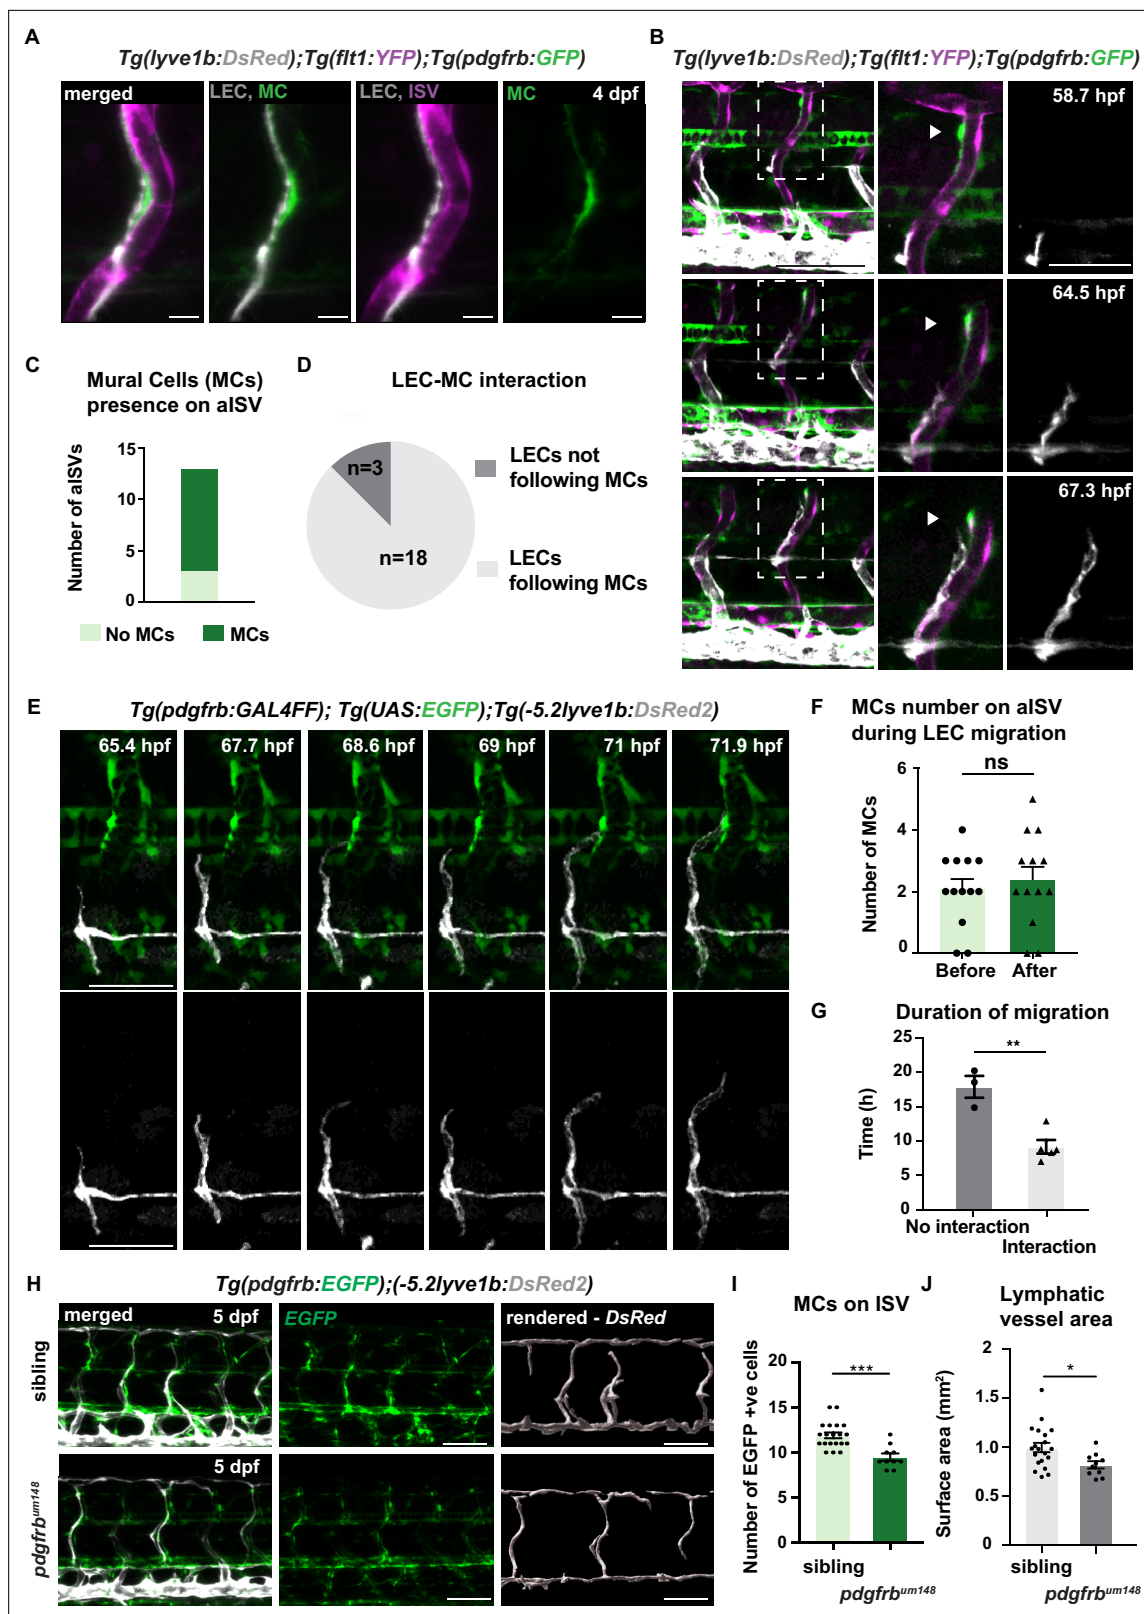 A
Tg(lyve1b:DsRed);Tg(flt1:YFP);Tg(pdgfrb:GFP)
merged
LEC, MC
LEC, ISV
MC
4 dpf
B
Tg(lyve1b:DsRed);Tg(flt1:YFP);Tg(pdgfrb:GFP)
58.7 hpf
64.5 hpf
67.3 hpf
C
Mural Cells (MCs)
presence on aISV
Number of aISVs
15
10
5
0
No MCs
MCs
D
LEC-MC interaction
n=3
n=18
LECs not
following MCs
LECs
following MCs
E
Tg(pdgfrb:GAL4FF); Tg(UAS:EGFP);Tg(-5.2lyve1b:DsRed2)
65.4 hpf
67.7 hpf
68.6 hpf
69 hpf
71 hpf
71.9 hpf
F
MCs number on aISV
during LEC migration
ns
Number of MCs
6
4
2
0
Before
After
G
Duration of migration
**
Time (h)
25
20
15
10
5
0
No interaction
Interaction
H
Tg(pdgfrb:EGFP);(-5.2lyve1b:DsRed2)
merged
5 dpf
EGFP
rendered - DsRed
sibling
5 dpf
pdgfrbum148
I
MCs on ISV
***
Number of EGFP +ve cells
20
15
10
5
0
sibling
pdgfrbum148
J
Lymphatic
vessel area
*
Surface area (mm²)
2
1.5
1.0
0.5
0
sibling
pdgfrbum148